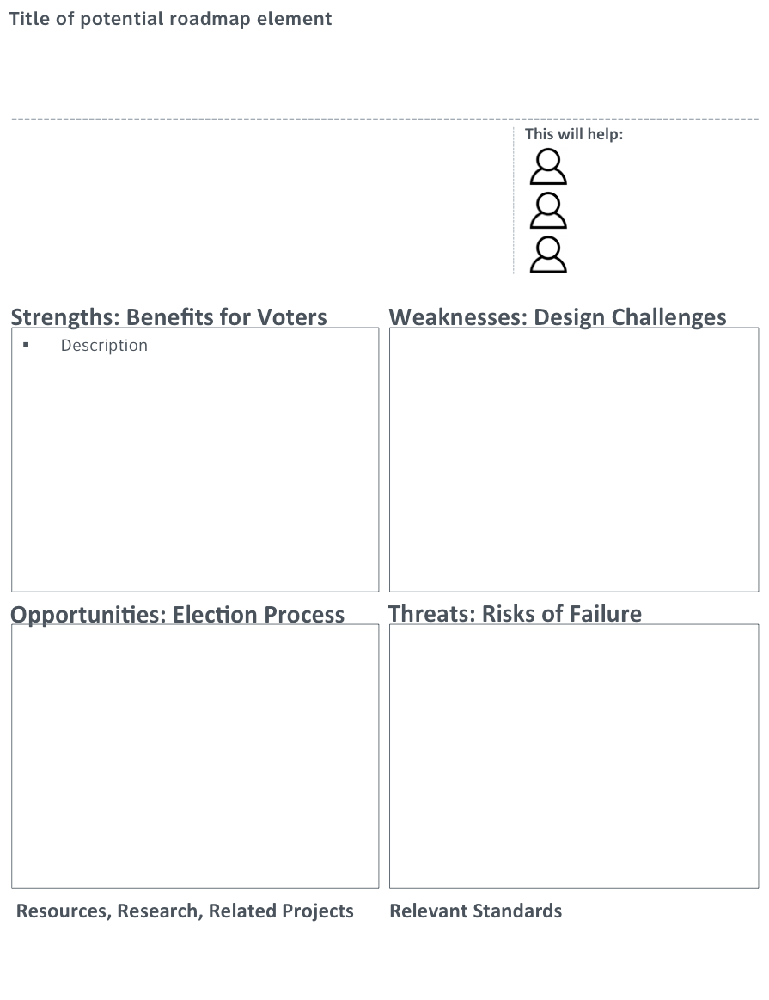 Title of potential roadmap element
This will help:
Strengths: Benefits for Voters
Weaknesses: Design Challenges
▪ Description
Opportunities: Election Process
Threats: Risks of Failure
Resources, Research, Related Projects
Relevant Standards